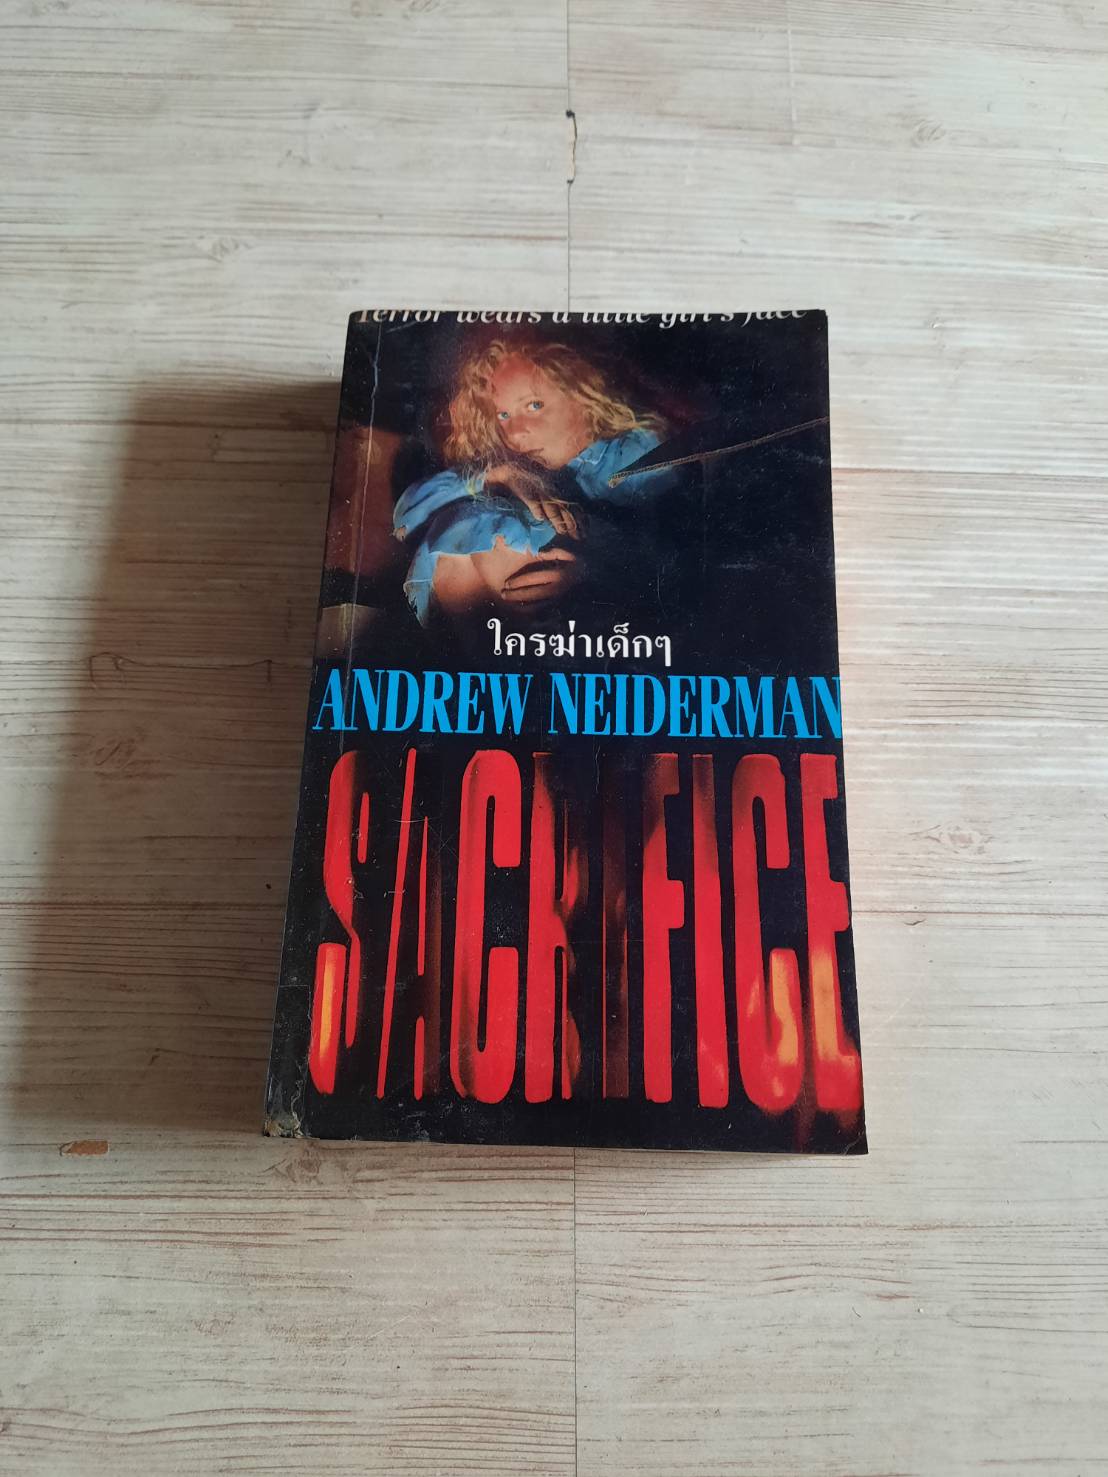 Terror wears a little girl's face
ใครฆ่าเด็กๆ
ANDREW NEIDERMAN
SACRIFICE